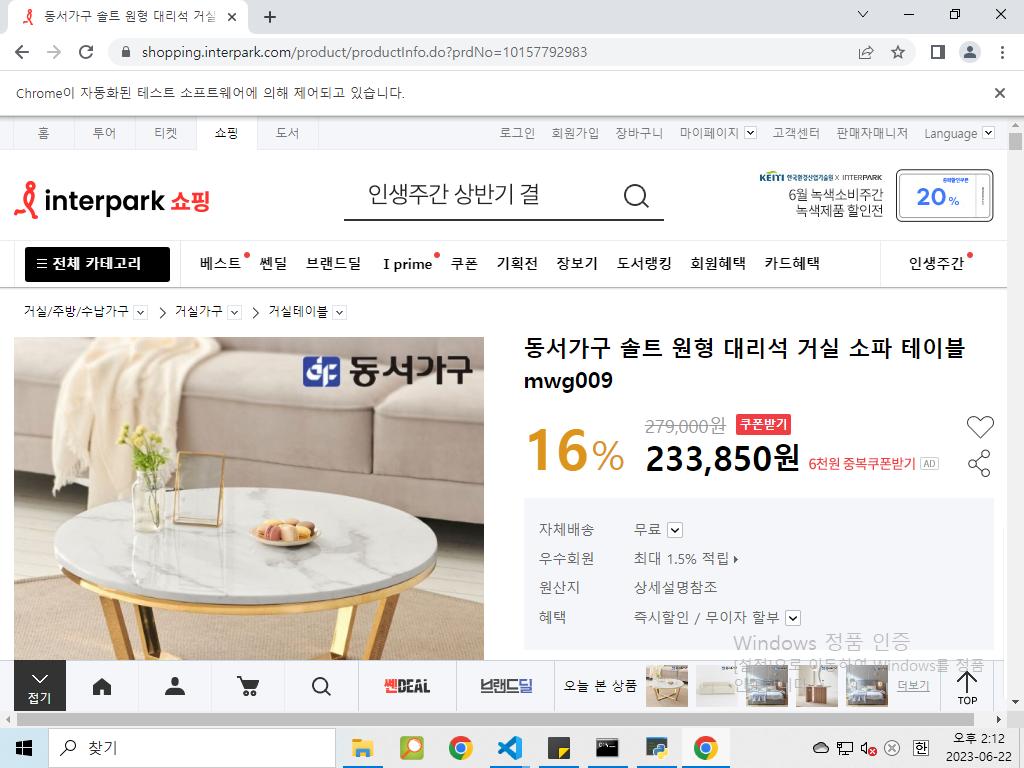 동서가구 솔트 원형 대리석 거실
shopping.interpark.com/product/productInfo.do?prdNo=10157792983
Chrome이 자동화된 테스트 소프트웨어에 의해 제어되고 있습니다.
홈 투어 티켓 쇼핑 도서 로그인 회원가입 장바구니 마이페이지 고객센터 판매자매니저 Language
interpark 쇼핑
인생주간 상반기 결
KEITI 한국환경산업기술원 X INTERPARK
6월 녹색소비주간
녹색제품 할인전
20%
전체 카테고리 베스트 쎈딜 브랜드딜 I prime 쿠폰 기획전 장보기 도서랭킹 회원혜택 카드혜택 인생주간
거실/주방/수납가구 거실가구 거실테이블
동서가구
동서가구 솔트 원형 대리석 거실 소파 테이블
mwg009
16% 279,000원 쿠폰받기
233,850원 6천원 중복쿠폰받기 AD
자체배송 무료
우수회원 최대 1.5% 적립
원산지 상세설명참조
혜택 즉시할인 / 무이자 할부
Windows 정품 인증
[설정]으로 이동하여 Windows를 정품
접기 쎈DEAL 브랜드딜 오늘 본 상품 더보기 TOP
찾기
한
오후 2:12
2023-06-22